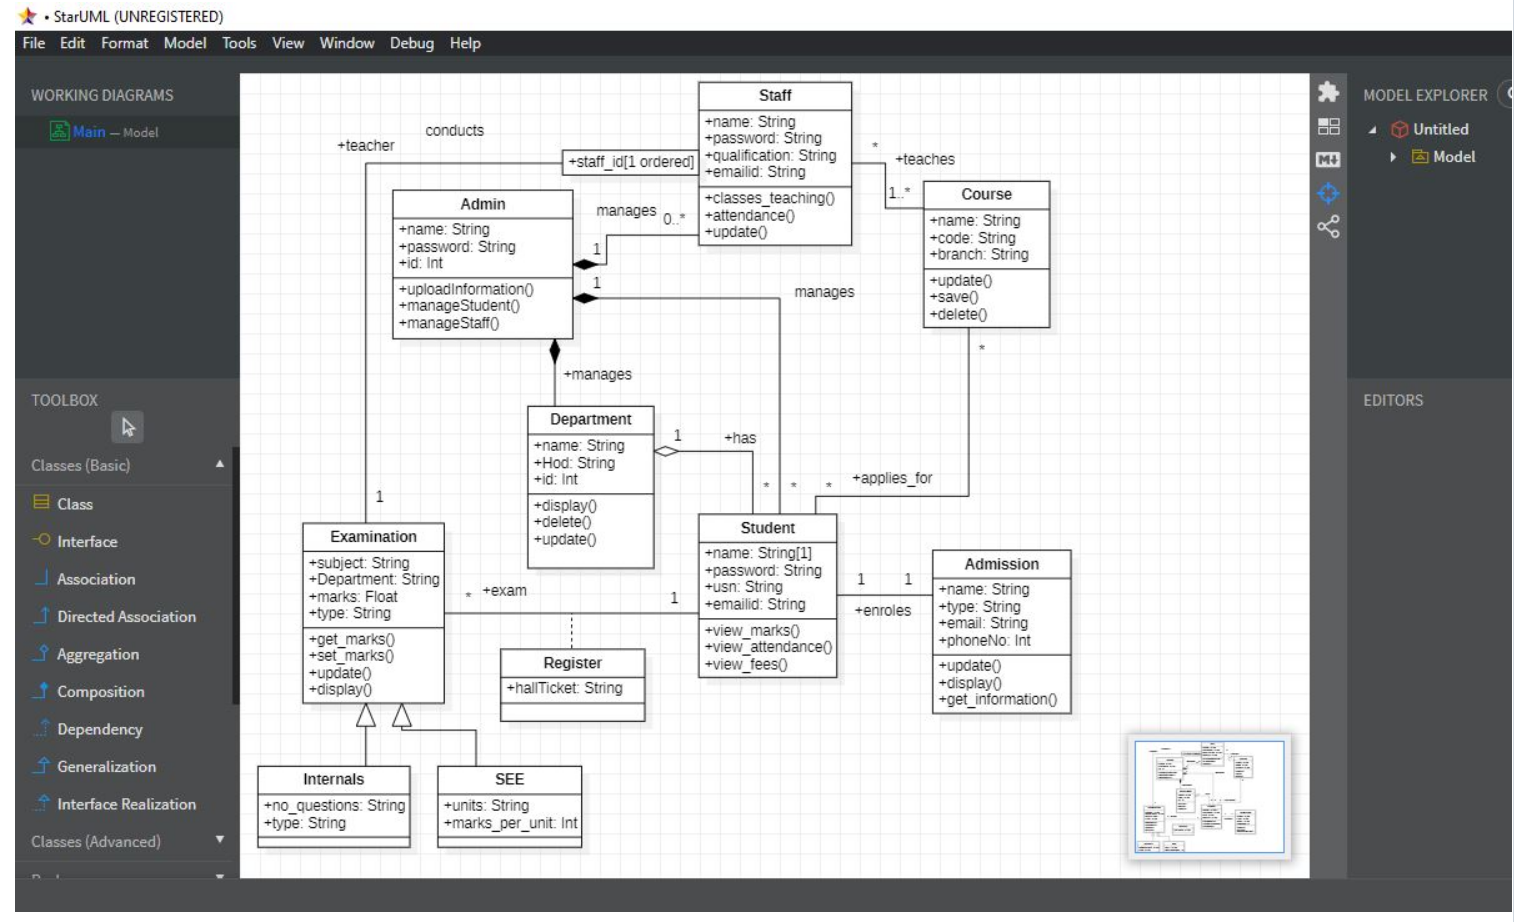 • StarUML (UNREGISTERED)
File Edit Format Model Tools View Window Debug Help
WORKING DIAGRAMS
Main — Model
TOOLBOX
Classes (Basic)
Class
Interface
Association
Directed Association
Aggregation
Composition
Dependency
Generalization
Interface Realization
Classes (Advanced)
conducts
+teacher
+staff_id[1 ordered]
Staff
+name: String
+password: String
+qualification: String
+emailid: String
+classes_teaching()
+attendance()
+update()
*
+teaches
1..*
Course
+name: String
+code: String
+branch: String
+update()
+save()
+delete()
*
Admin
+name: String
+password: String
+id: Int
+uploadInformation()
+manageStudent()
+manageStaff()
manages
0..*
1
1
manages
+manages
Department
+name: String
+Hod: String
+id: Int
+display()
+delete()
+update()
1
+has
*
*
*
+applies_for
1
Examination
+subject: String
+Department: String
+marks: Float
+type: String
+get_marks()
+set_marks()
+update()
+display()
*
+exam
1
Student
+name: String[1]
+password: String
+usn: String
+emailid: String
+view_marks()
+view_attendance()
+view_fees()
1
1
+enroles
Admission
+name: String
+type: String
+email: String
+phoneNo: Int
+update()
+display()
+get_information()
Register
+hallTicket: String
Internals
+no_questions: String
+type: String
SEE
+units: String
+marks_per_unit: Int
M
MODEL EXPLORER
Untitled
Model
EDITORS